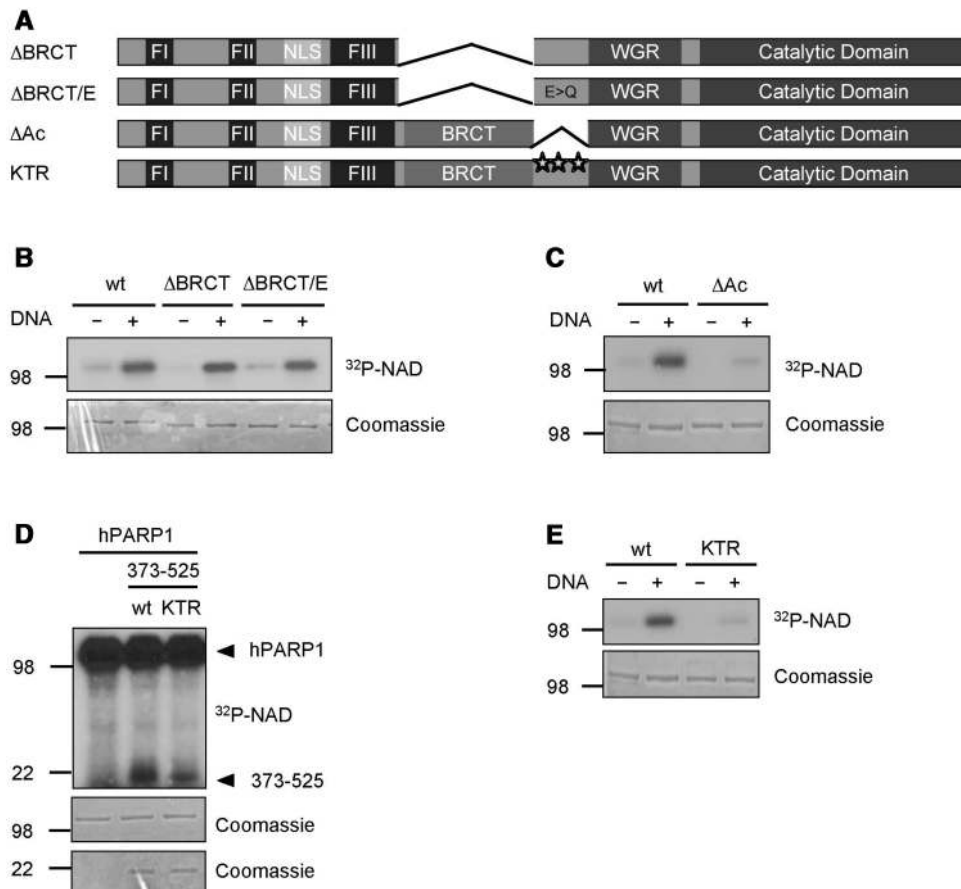 A
ΔBRCT FI FII NLS FIII WGR Catalytic Domain
ΔBRCT/E FI FII NLS FIII E>Q WGR Catalytic Domain
ΔAc FI FII NLS FIII BRCT WGR Catalytic Domain
KTR FI FII NLS FIII BRCT WGR Catalytic Domain
B
wt ΔBRCT ΔBRCT/E
DNA – + – + – +
98 ³²P-NAD
98 Coomassie
C
wt ΔAc
DNA – + – +
98 ³²P-NAD
98 Coomassie
D
hPARP1
373-525
wt KTR
hPARP1
98
³²P-NAD
22
373-525
Coomassie
98
22 Coomassie
E
wt KTR
DNA – + – +
98 ³²P-NAD
98 Coomassie